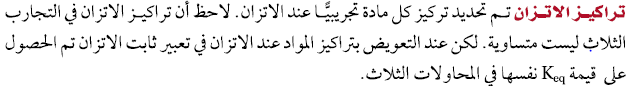 تراكيز الاتزان تم تحديد تركيز كل مادة تجريبيًّا عند الاتزان. لاحظ أن تراكيز الاتزان في التجارب
الثلاث ليست متساوية. لكن عند التعويض بتراكيز المواد عند الاتزان في تعبير ثابت الاتزان تم الحصول
على قيمة Keq نفسها في المحاولات الثلاث.